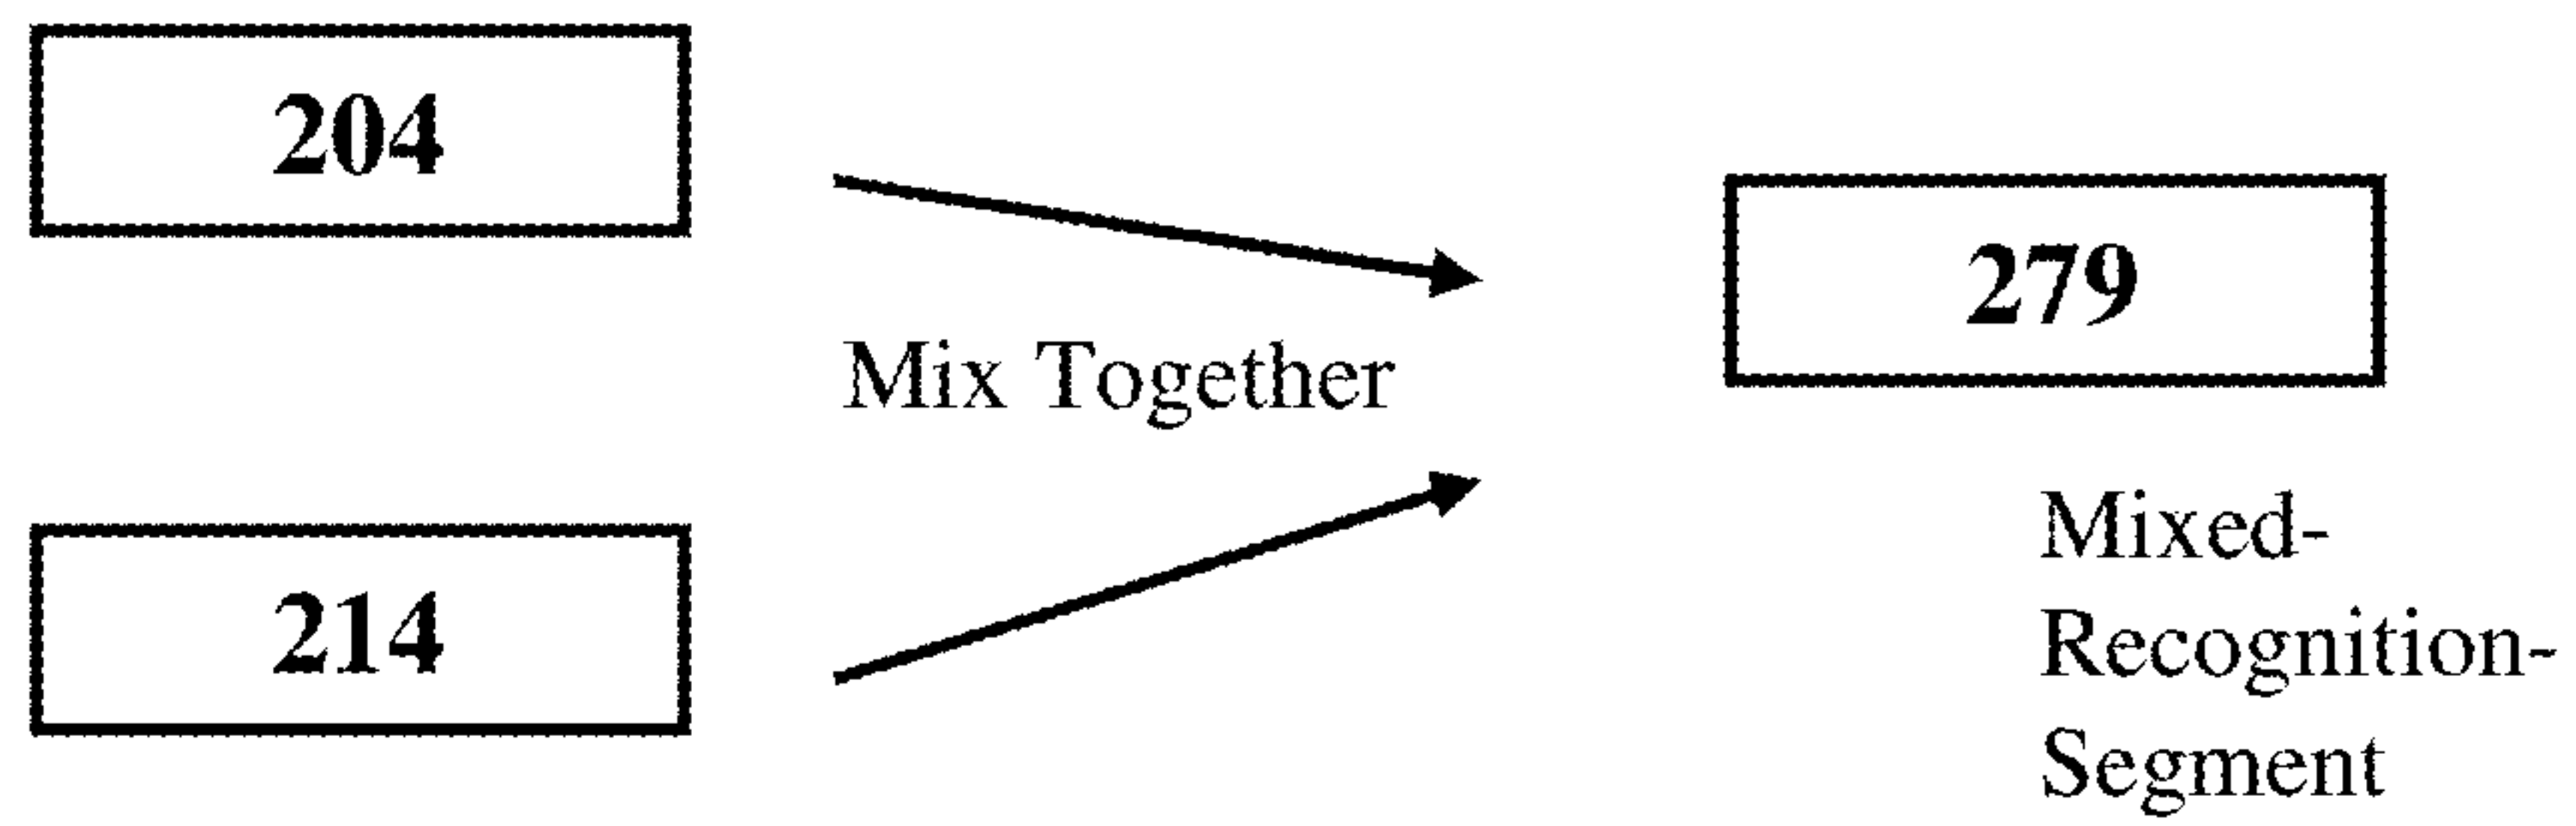 204
279
Mix Together
214
Mixed-
Recognition-
Segment